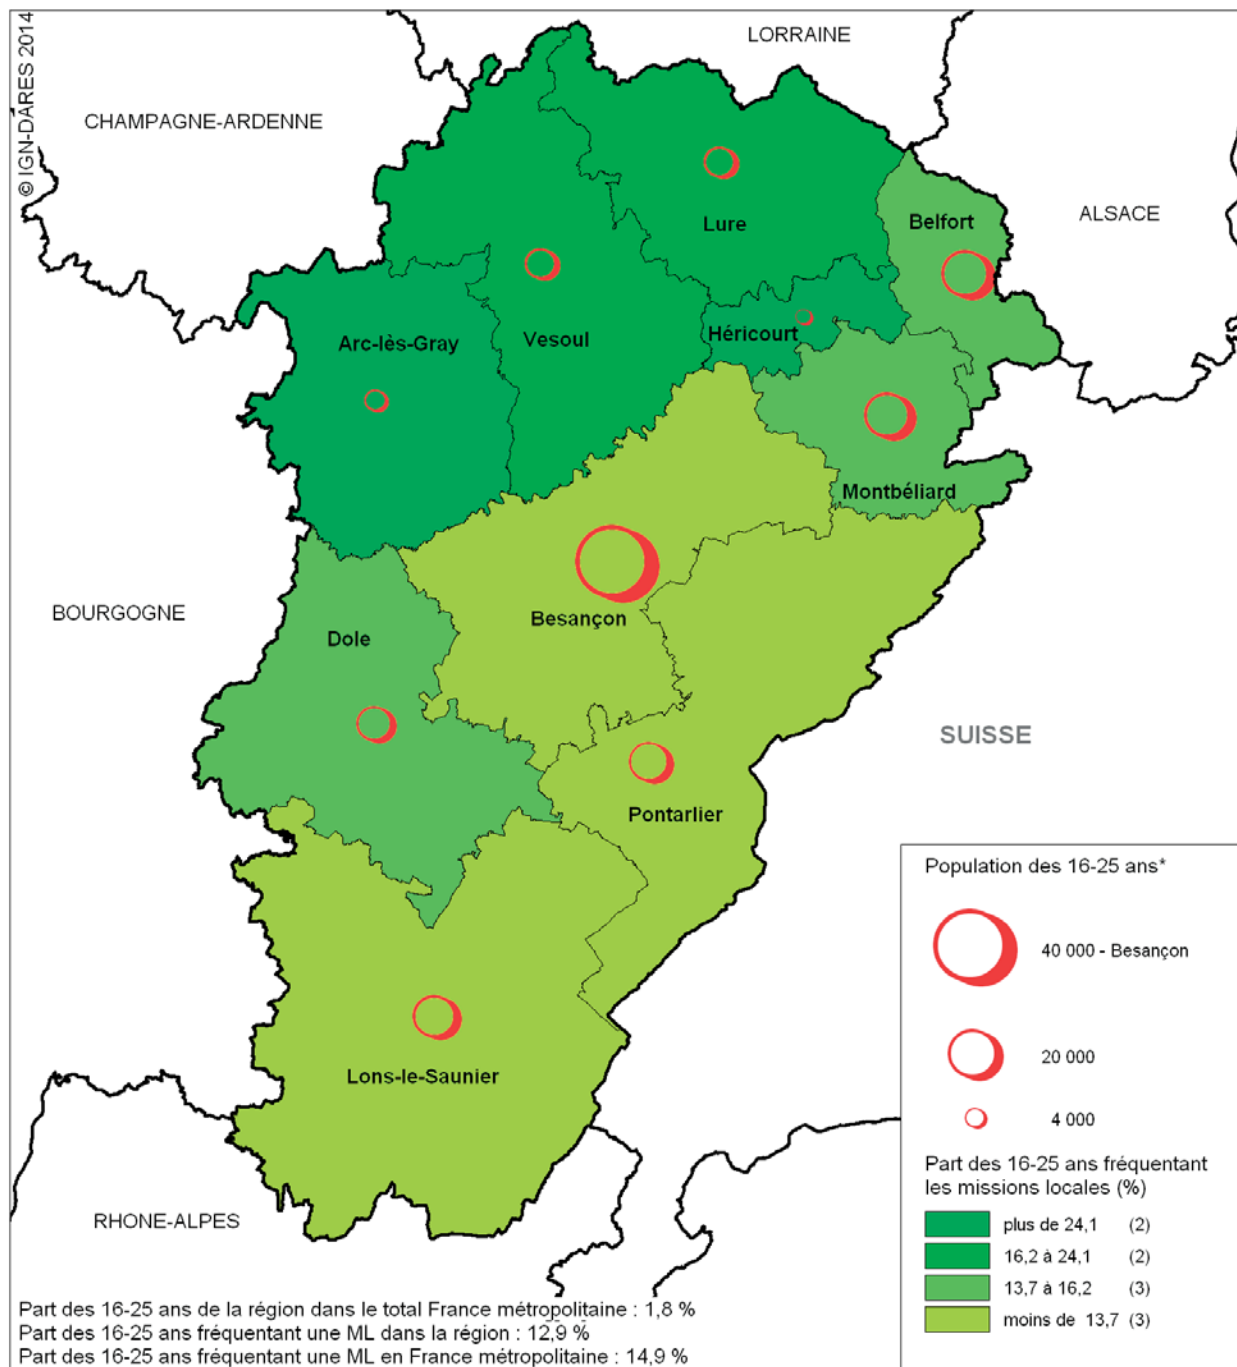 © IGN-DARES 2014
LORRAINE
CHAMPAGNE-ARDENNE
ALSACE
Belfort
Lure
Héricourt
Vesoul
Arc-lès-Gray
Montbéliard
BOURGOGNE
Besançon
Dole
SUISSE
Pontarlier
Lons-le-Saunier
RHONE-ALPES
Population des 16-25 ans*
40 000 - Besançon
20 000
4 000
Part des 16-25 ans fréquentant
les missions locales (%)
plus de 24,1 (2)
16,2 à 24,1 (2)
13,7 à 16,2 (3)
moins de 13,7 (3)
Part des 16-25 ans de la région dans le total France métropolitaine : 1,8 %
Part des 16-25 ans fréquentant une ML dans la région : 12,9 %
Part des 16-25 ans fréquentant une ML en France métropolitaine : 14,9 %